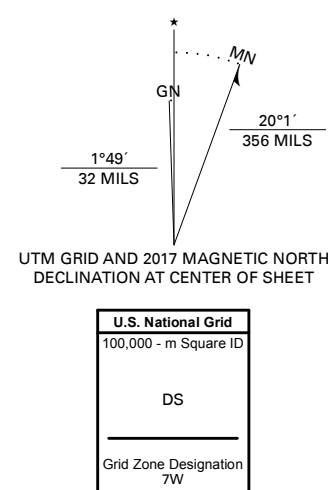 ★
MN
GN
20°1´
356 MILS
1°49´
32 MILS
UTM GRID AND 2017 MAGNETIC NORTH
DECLINATION AT CENTER OF SHEET
U.S. National Grid
100,000 - m Square ID
DS
Grid Zone Designation
7W